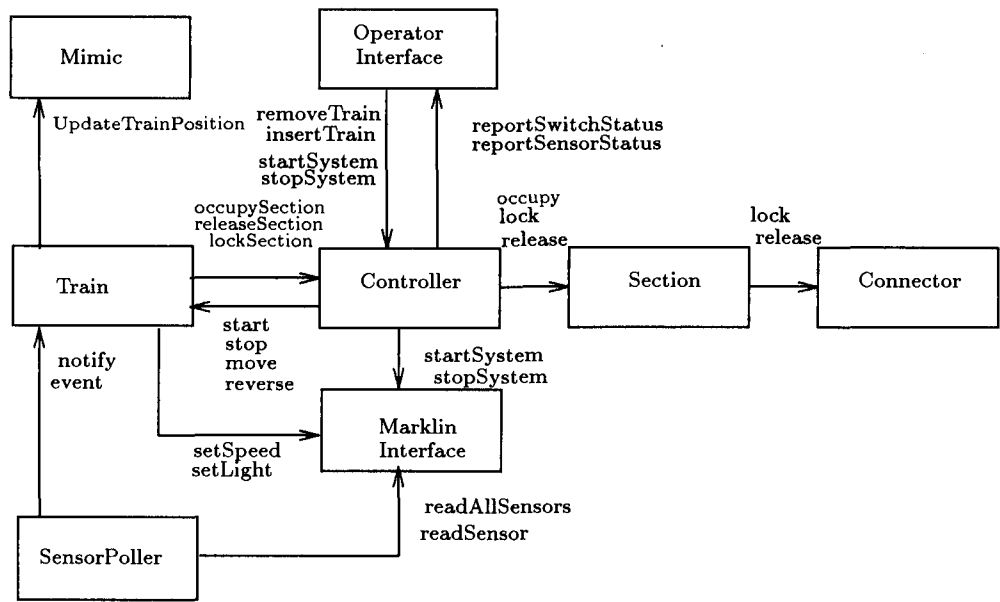 Mimic
Operator
Interface
UpdateTrainPosition
removeTrain
insertTrain
startSystem
stopSystem
reportSwitchStatus
reportSensorStatus
occupySection
releaseSection
lockSection
occupy
lock
release
lock
release
Train
Controller
Section
Connector
start
stop
move
reverse
startSystem
stopSystem
notify
event
Marklin
Interface
setSpeed
setLight
readAllSensors
readSensor
SensorPoller